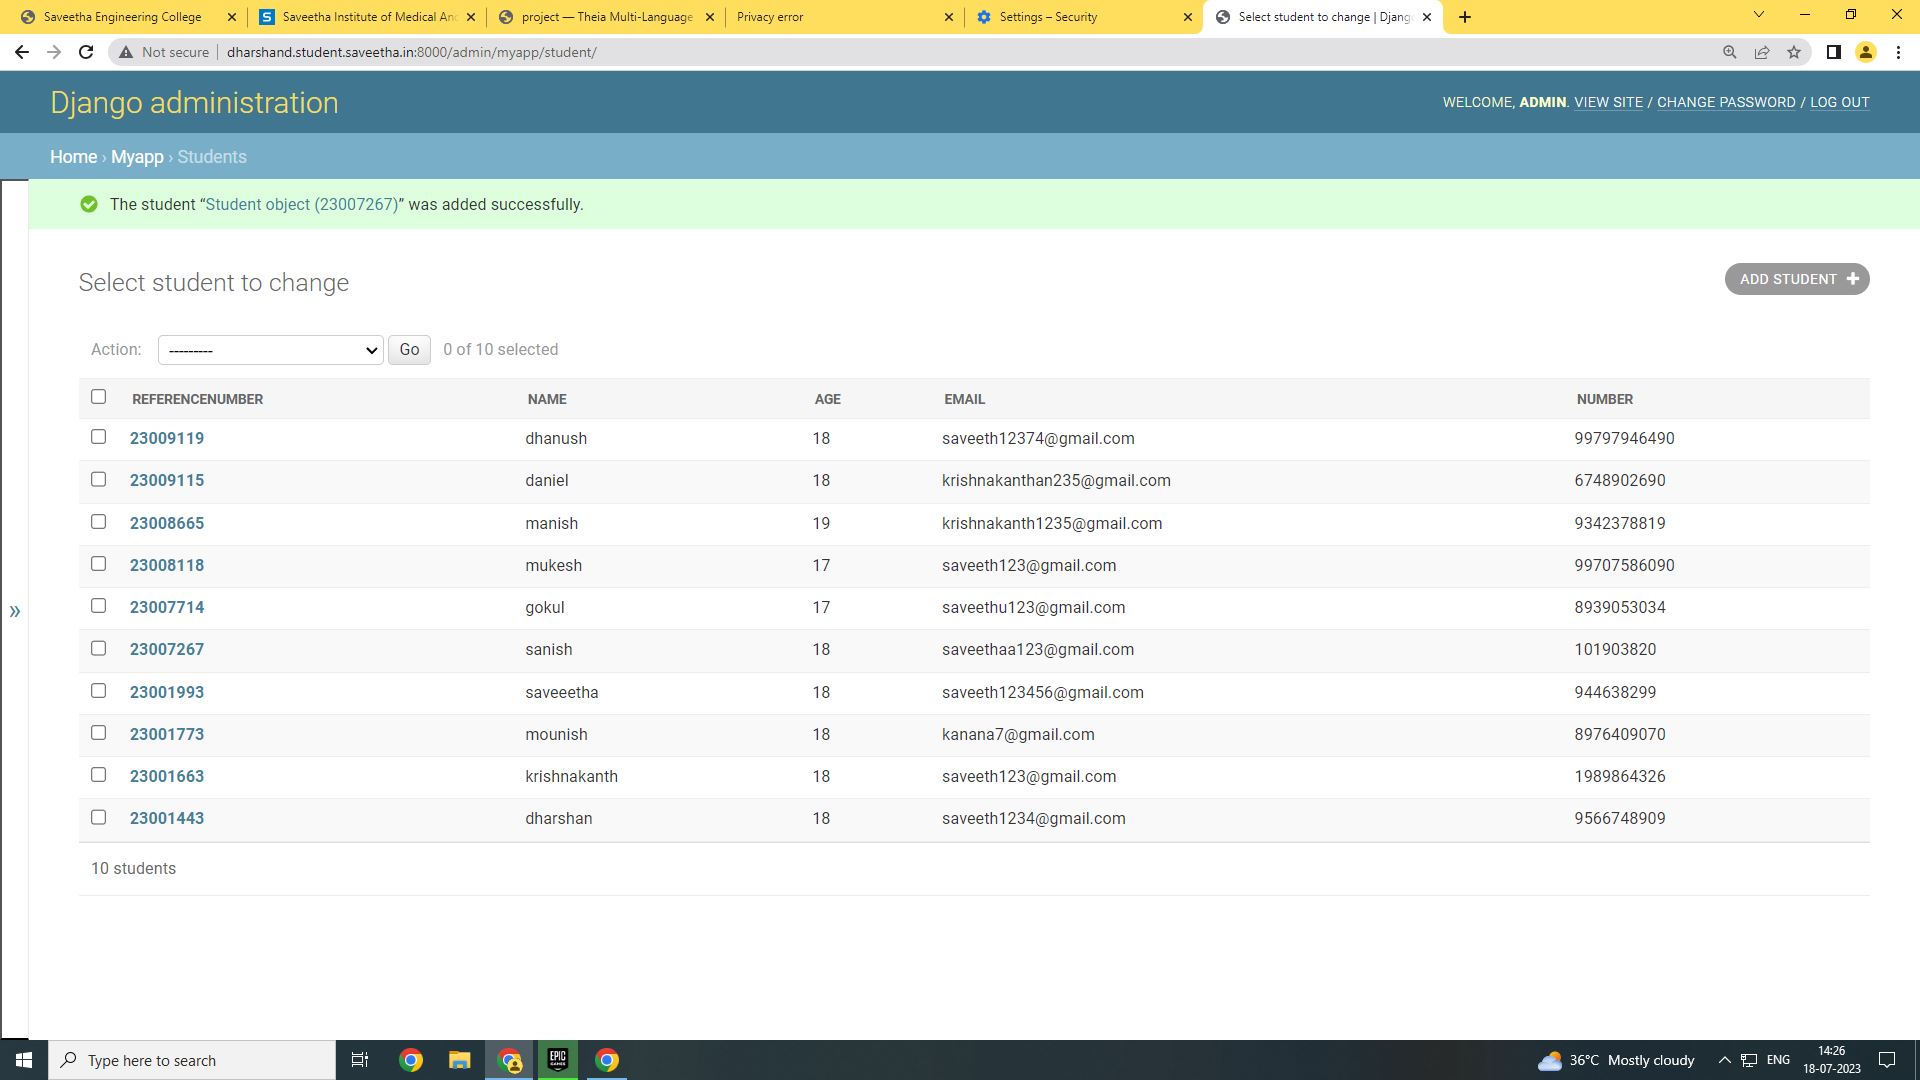 Saveetha Engineering College
Saveetha Institute of Medical An
project — Theia Multi-Language
Privacy error
Settings – Security
Select student to change | Djang
Not secure dharshand.student.saveetha.in:8000/admin/myapp/student/
Django administration
WELCOME, ADMIN. VIEW SITE / CHANGE PASSWORD / LOG OUT
Home › Myapp › Students
The student “Student object (23007267)” was added successfully.
Select student to change
ADD STUDENT +
Action: --------- Go 0 of 10 selected
REFERENCENUMBER NAME AGE EMAIL NUMBER
23009119 dhanush 18 saveeth12374@gmail.com 99797946490
23009115 daniel 18 krishnakanthan235@gmail.com 6748902690
23008665 manish 19 krishnakanth1235@gmail.com 9342378819
23008118 mukesh 17 saveeth123@gmail.com 99707586090
23007714 gokul 17 saveethu123@gmail.com 8939053034
23007267 sanish 18 saveethaa123@gmail.com 101903820
23001993 saveeetha 18 saveeth123456@gmail.com 944638299
23001773 mounish 18 kanana7@gmail.com 8976409070
23001663 krishnakanth 18 saveeth123@gmail.com 1989864326
23001443 dharshan 18 saveeth1234@gmail.com 9566748909
»
10 students
Type here to search
EPIC
GAMES
36°C Mostly cloudy
ENG
14:26
18-07-2023